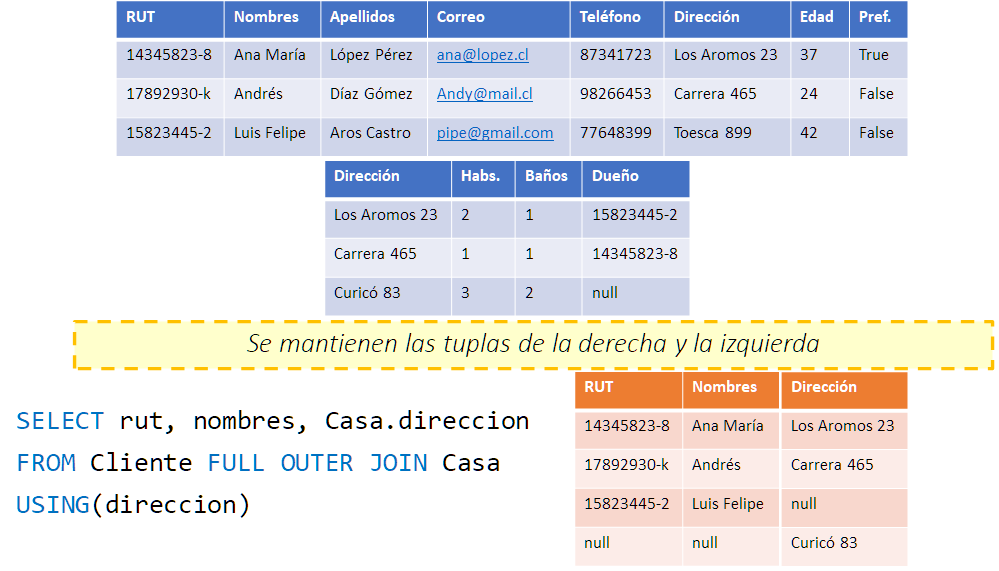 RUT Nombres Apellidos Correo Teléfono Dirección Edad Pref.
14345823-8 Ana María López Pérez ana@lopez.cl 87341723 Los Aromos 23 37 True
17892930-k Andrés Díaz Gómez Andy@mail.cl 98266453 Carrera 465 24 False
15823445-2 Luis Felipe Aros Castro pipe@gmail.com 77648399 Toesca 899 42 False
Dirección Habs. Baños Dueño
Los Aromos 23 2 1 15823445-2
Carrera 465 1 1 14345823-8
Curicó 83 3 2 null
Se mantienen las tuplas de la derecha y la izquierda
SELECT rut, nombres, Casa.direccion
FROM Cliente FULL OUTER JOIN Casa
USING(direccion)
RUT Nombres Dirección
14345823-8 Ana María Los Aromos 23
17892930-k Andrés Carrera 465
15823445-2 Luis Felipe null
null null Curicó 83